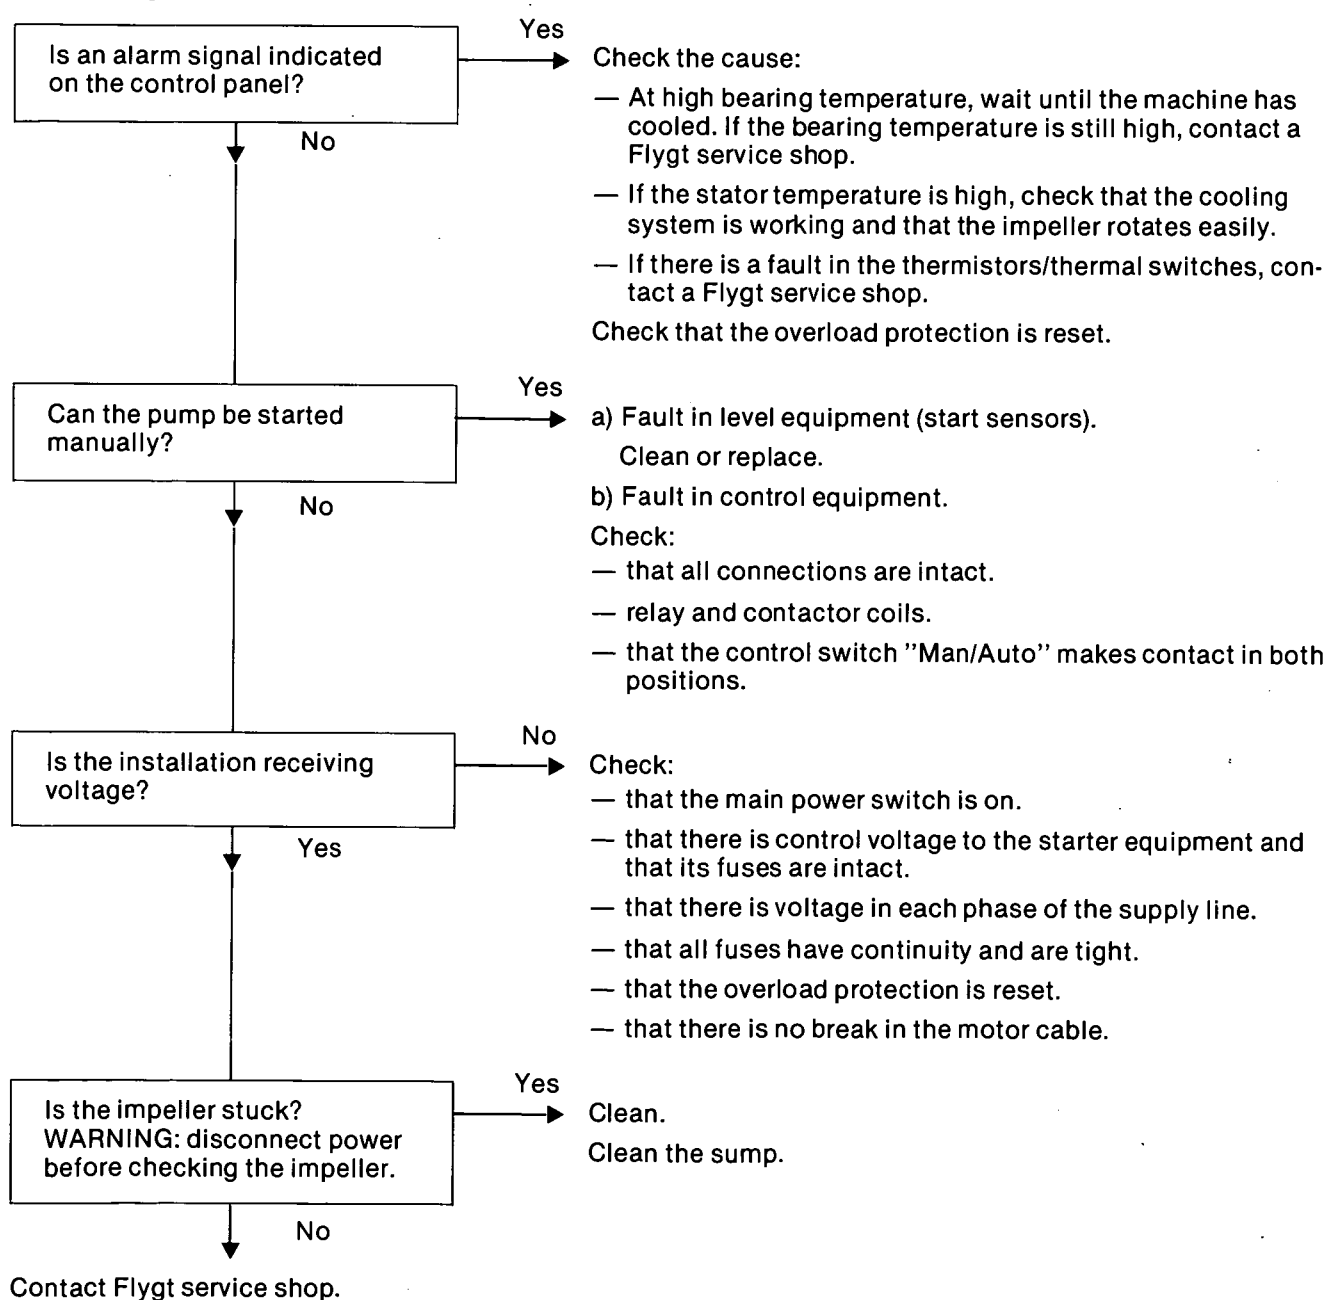 Yes
Is an alarm signal indicated
on the control panel?
No
Check the cause:
— At high bearing temperature, wait until the machine has
cooled. If the bearing temperature is still high, contact a
Flygt service shop.
— If the stator temperature is high, check that the cooling
system is working and that the impeller rotates easily.
— If there is a fault in the thermistors/thermal switches, con-
tact a Flygt service shop.
Check that the overload protection is reset.
Yes
Can the pump be started
manually?
No
a) Fault in level equipment (start sensors).
Clean or replace.
b) Fault in control equipment.
Check:
— that all connections are intact.
— relay and contactor coils.
— that the control switch ”Man/Auto” makes contact in both
positions.
No
Is the installation receiving
voltage?
Yes
Check:
— that the main power switch is on.
— that there is control voltage to the starter equipment and
that its fuses are intact.
— that there is voltage in each phase of the supply line.
— that all fuses have continuity and are tight.
— that the overload protection is reset.
— that there is no break in the motor cable.
Yes
Is the impeller stuck?
WARNING: disconnect power
before checking the impeller.
No
Clean.
Clean the sump.
Contact Flygt service shop.